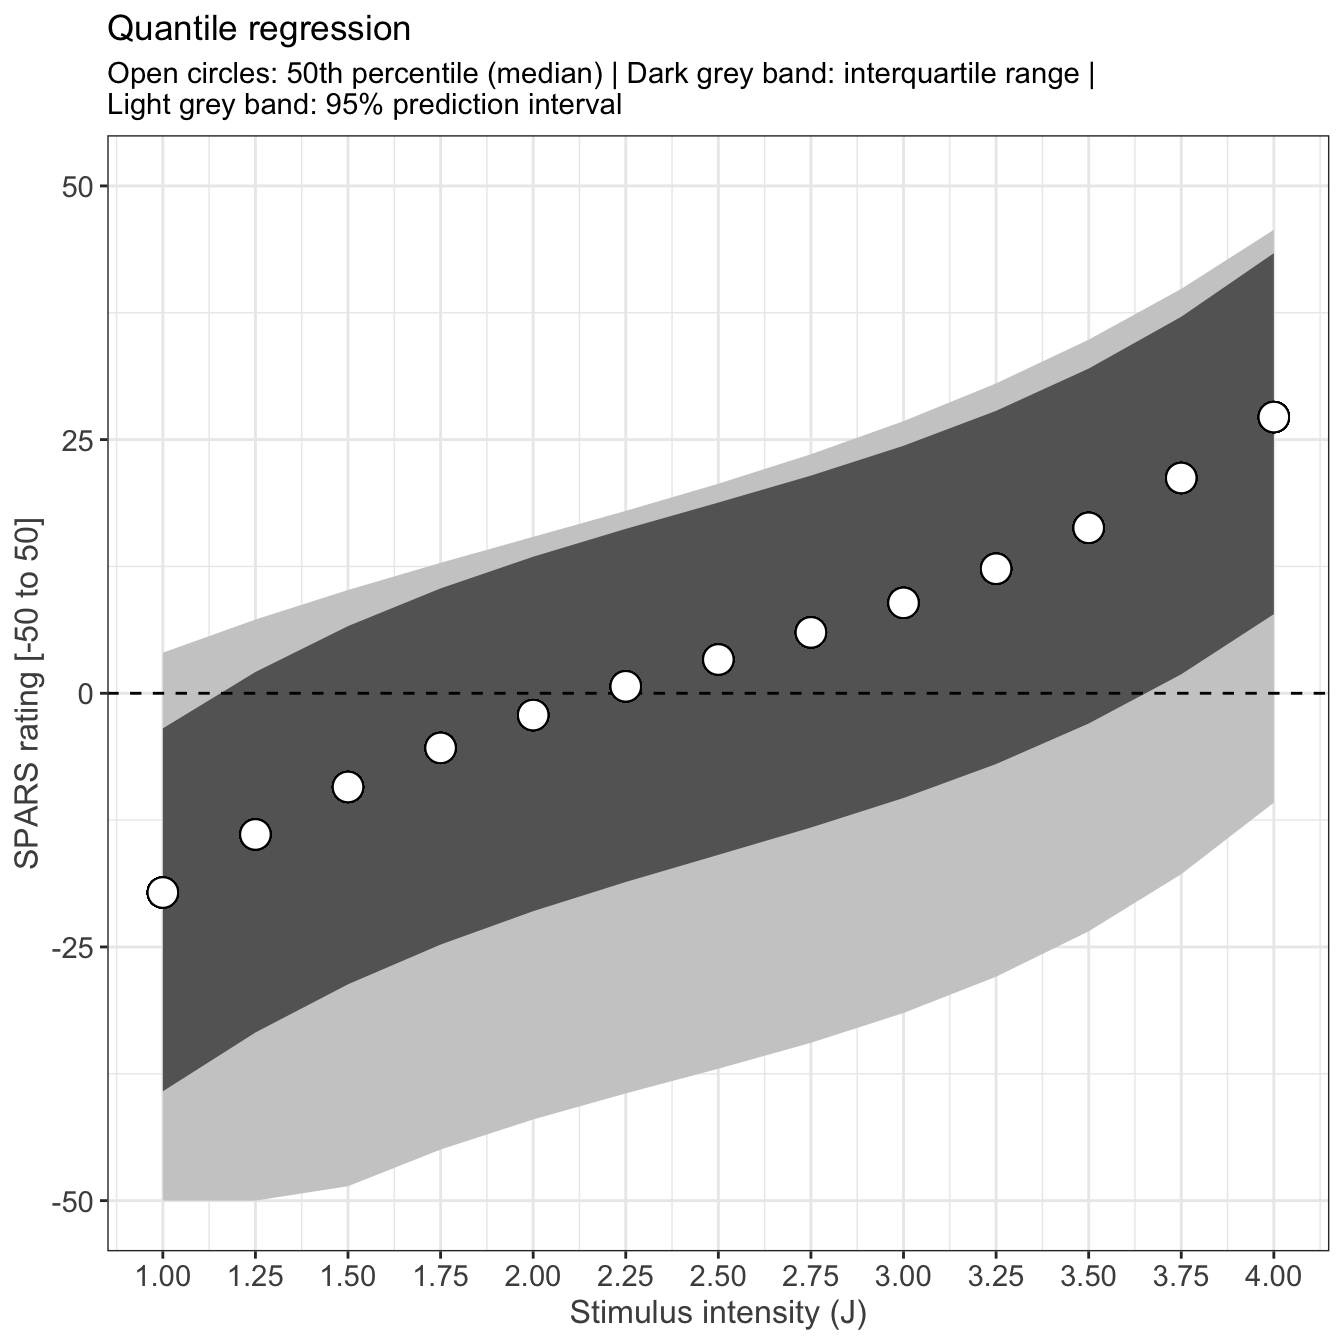 Quantile regression
Open circles: 50th percentile (median) | Dark grey band: interquartile range |
Light grey band: 95% prediction interval
SPARS rating [-50 to 50]
50
25
0
-25
-50
1.00 1.25 1.50 1.75 2.00 2.25 2.50 2.75 3.00 3.25 3.50 3.75 4.00
Stimulus intensity (J)